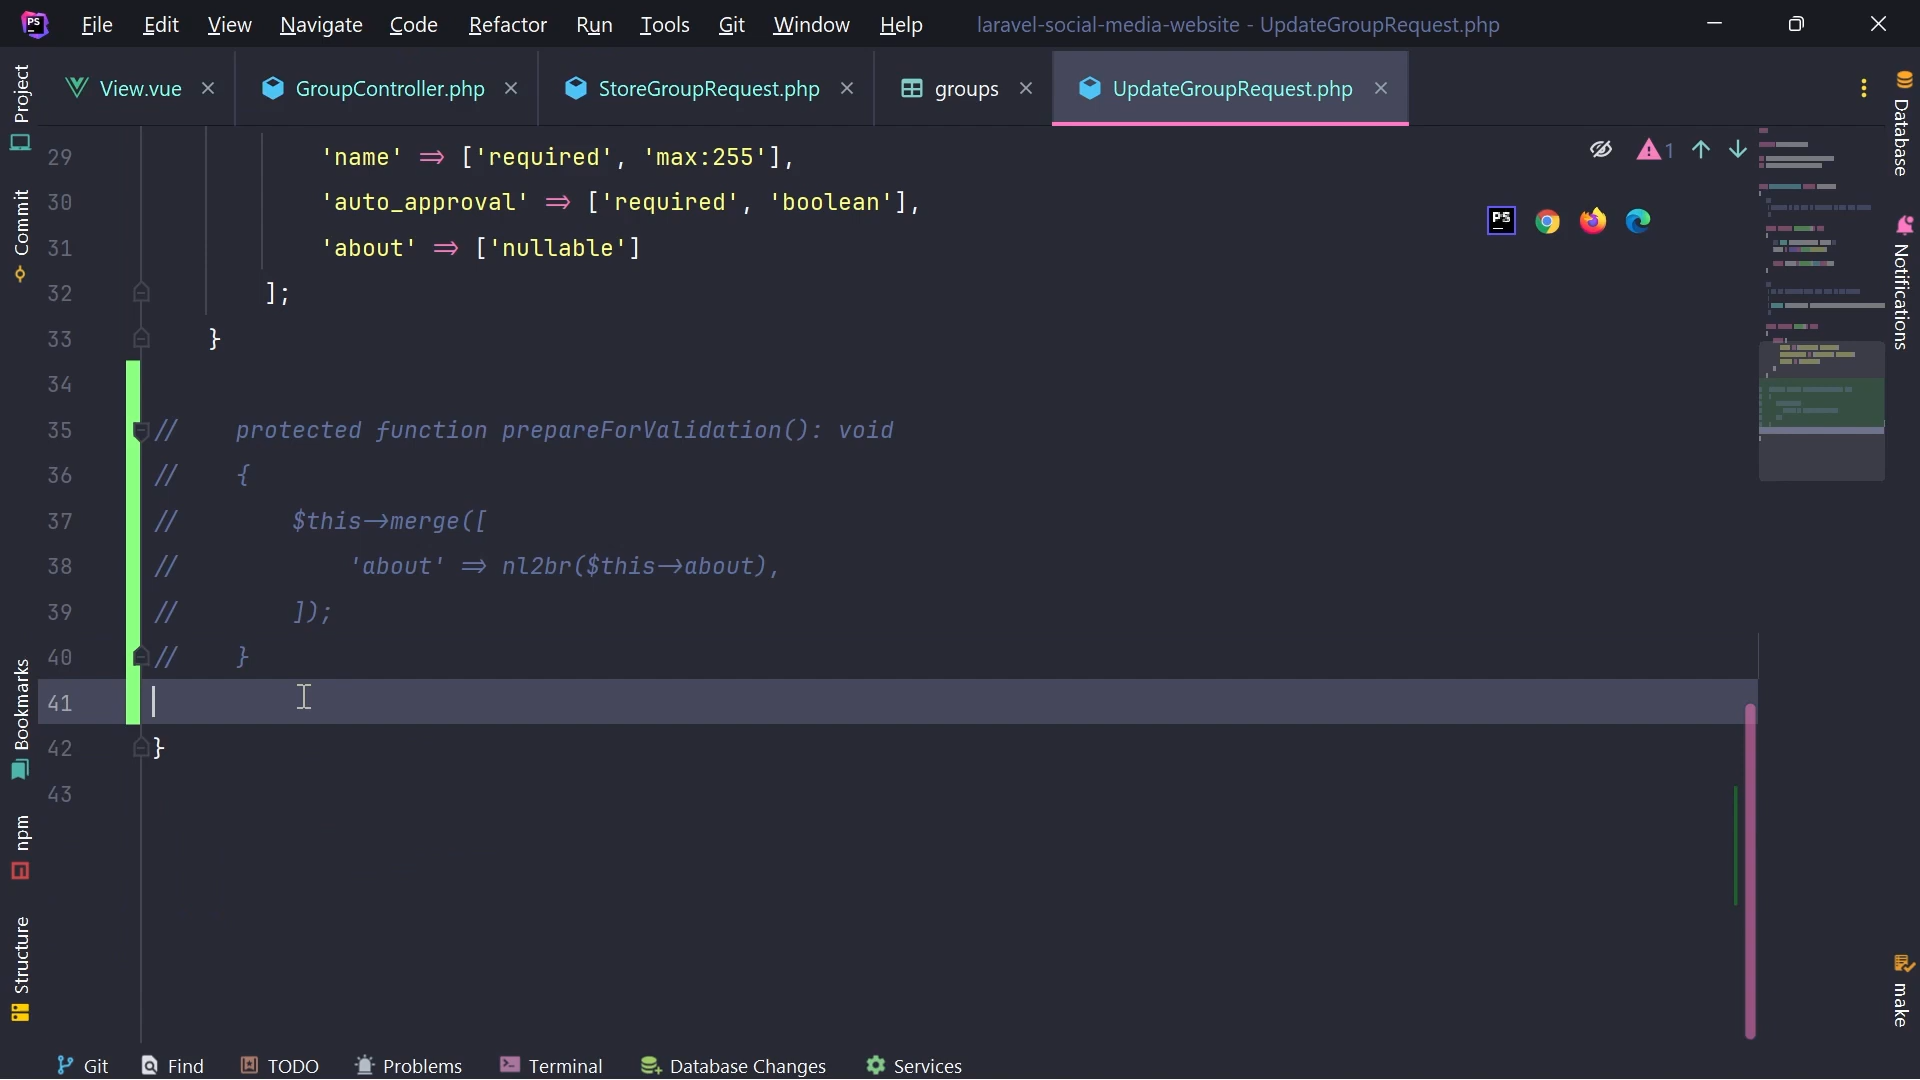 File Edit View Navigate Code Refactor Run Tools Git Window Help laravel-social-media-website - UpdateGroupRequest.php
View.vue GroupController.php StoreGroupRequest.php groups UpdateGroupRequest.php
Project
Commit
Bookmarks
npm
Structure
29 'name' => ['required', 'max:255'],
30 'auto_approval' => ['required', 'boolean'],
31 'about' => ['nullable']
32 ];
33 }
34
35 // protected function prepareForValidation(): void
36 // {
37 // $this->merge([
38 // 'about' => nl2br($this->about),
39 // ]);
40 // }
41
42 }
43
1
PS
Database
Notifications
make
Git Find TODO Problems Terminal Database Changes Services